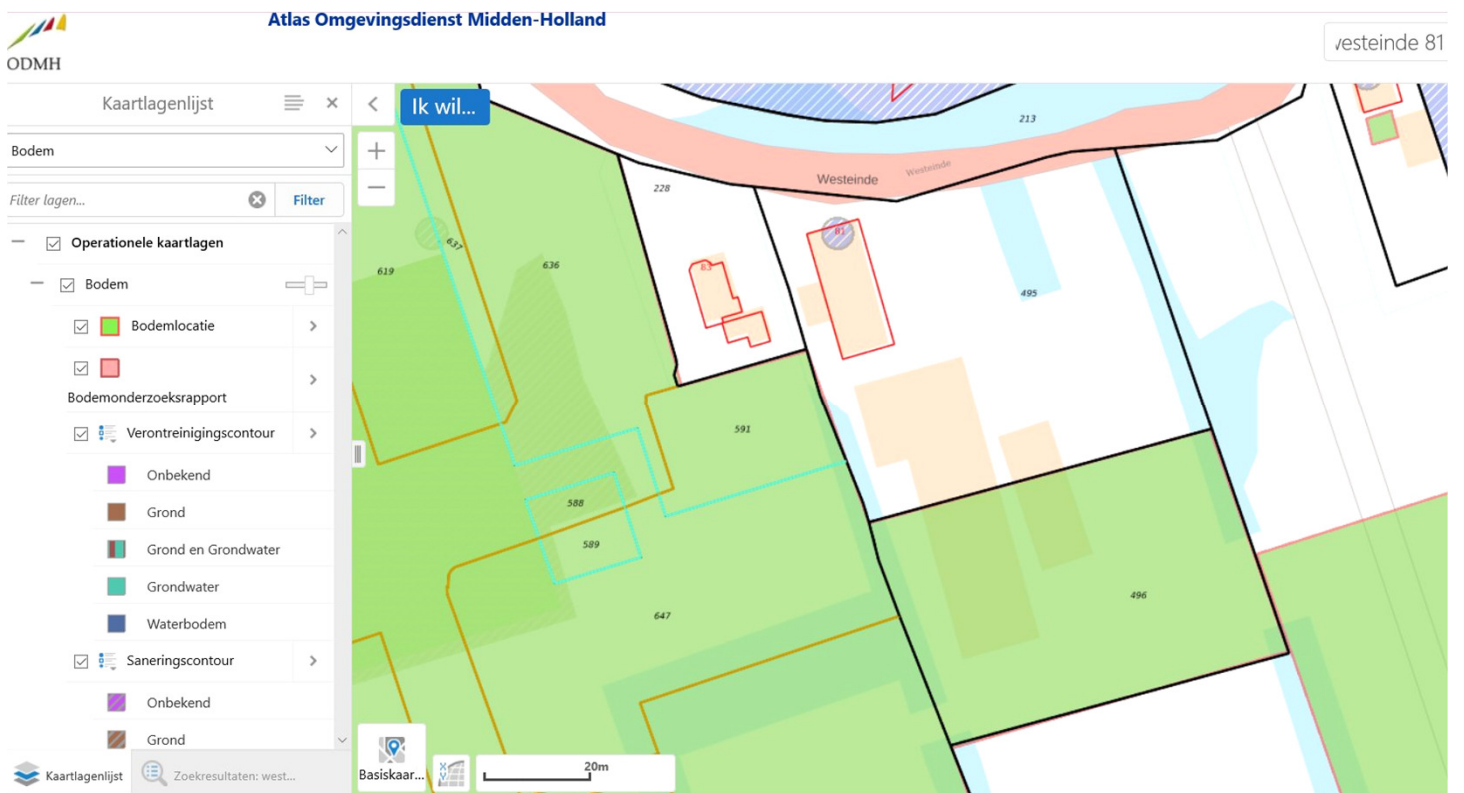 Atlas Omgevingsdienst Midden-Holland
ODMH
westeinde 81
Kaartlagenlijst
Ik wil...
Bodem
Filter lagen...
Filter
Operationele kaartlagen
Bodem
Bodemlocatie
Bodemonderzoeksrapport
Verontreinigingscontour
Onbekend
Grond
Grond en Grondwater
Grondwater
Waterbodem
Saneringscontour
Onbekend
Grond
Kaartlagenlijst
Zoekresultaten: west...
213
Westeinde
Westeinde
228
81
637
636
619
83
495
591
588
589
496
647
Basiskaar...
X
Y
20m